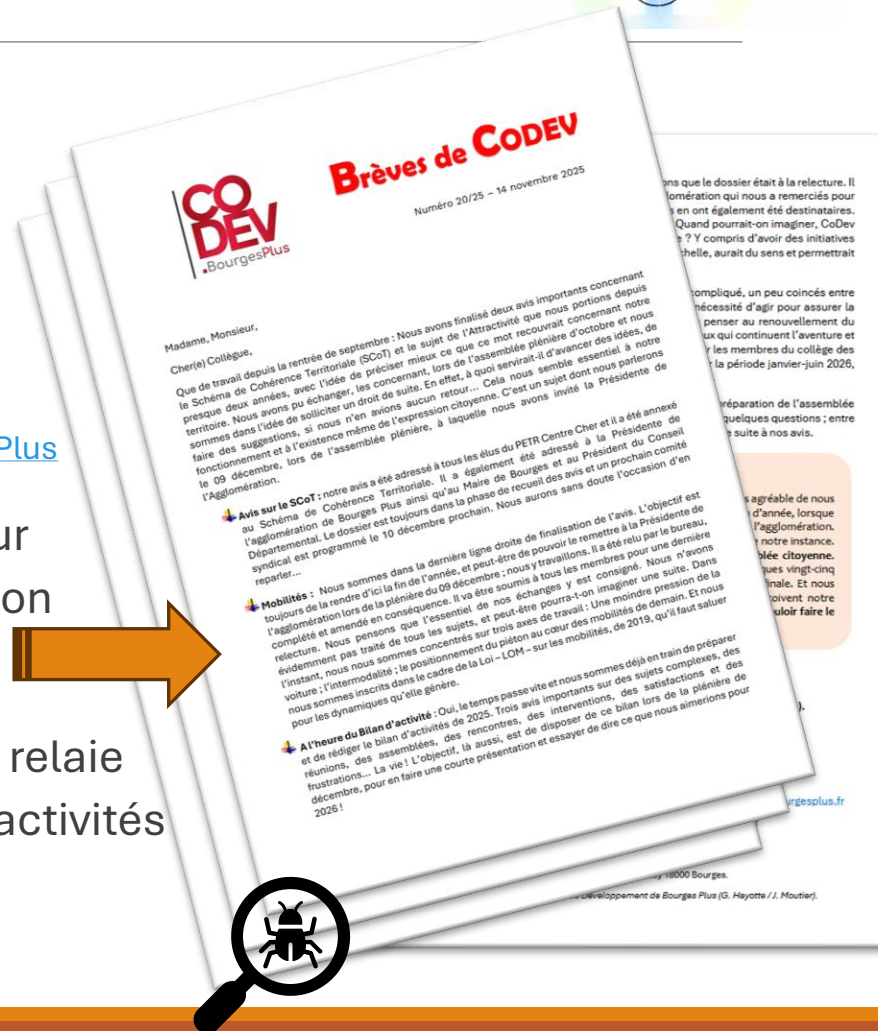 Plus
ur
on
relaie
activités
CO
DEV
.BourgesPlus
Brèves de CODEV
Numéro 20/25 – 14 novembre 2025
Madame, Monsieur,
Cher(e) Collègue,
Que de travail depuis la rentrée de septembre : Nous avons finalisé deux avis importants concernant
le Schéma de Cohérence Territoriale (SCoT) et le sujet de l'Attractivité que nous portions depuis
presque deux années, avec l'idée de préciser mieux ce que ce mot recouvrait concernant notre
territoire. Nous avons pu échanger, les concernant, lors de l'assemblée plénière d'octobre et nous
sommes dans l'idée de solliciter un droit de suite. En effet, à quoi servirait-il d'avancer des idées, de
faire des suggestions, si nous n'en avions aucun retour… Cela nous semble essentiel à notre
fonctionnement et à l'existence même de l'expression citoyenne. C'est un sujet dont nous parlerons
le 09 décembre, lors de l'assemblée plénière, à laquelle nous avons invité la Présidente de
l'Agglomération.
Avis sur le SCoT : notre avis a été adressé à tous les élus du PETR Centre Cher et il a été annexé
au Schéma de Cohérence Territoriale. Il a également été adressé à la Présidente de
l'agglomération de Bourges Plus ainsi qu'au Maire de Bourges et au Président du Conseil
Départemental. Le dossier est toujours dans la phase de recueil des avis et un prochain comité
syndical est programmé le 10 décembre prochain. Nous aurons sans doute l'occasion d'en
reparler…
Mobilités : Nous sommes dans la dernière ligne droite de finalisation de l'avis. L'objectif est
toujours de la rendre d'ici la fin de l'année, et peut-être de pouvoir le remettre à la Présidente de
l'agglomération lors de la plénière du 09 décembre ; nous y travaillons. Il a été relu par le bureau,
complété et amendé en conséquence. Il va être soumis à tous les membres pour une dernière
relecture. Nous pensons que l'essentiel de nos échanges y est consigné. Nous n'avons
évidemment pas traité de tous les sujets, et peut-être pourra-t-on imaginer une suite. Dans
l'instant, nous nous sommes concentrés sur trois axes de travail : Une moindre pression de la
voiture ; l'intermodalité ; le positionnement du piéton au cœur des mobilités de demain. Et nous
nous sommes inscrits dans le cadre de la Loi – LOM – sur les mobilités, de 2019, qu'il faut saluer
pour les dynamiques qu'elle génère.
A l'heure du Bilan d'activité : Oui, le temps passe vite et nous sommes déjà en train de préparer
et de rédiger le bilan d'activités de 2025. Trois avis importants sur des sujets complexes, des
réunions, des assemblées, des rencontres, des interventions, des satisfactions et des
frustrations… La vie ! L'objectif, là aussi, est de disposer de ce bilan lors de la plénière de
décembre, pour en faire une courte présentation et essayer de dire ce que nous aimerions pour
2026 !
ons que le dossier était à la relecture. Il
omération qui nous a remerciés pour
en ont également été destinataires.
Quand pourrait-on imaginer, CoDev
? Y compris d'avoir des initiatives
helle, aurait du sens et permettrait
compliqué, un peu coincés entre
nécessité d'agir pour assurer la
penser au renouvellement du
ux qui continuent l'aventure et
r les membres du collège des
la période janvier-juin 2026,
réparation de l'assemblée
quelques questions ; entre
suite à nos avis.
s agréable de nous
d'année, lorsque
l'agglomération.
notre instance.
blée citoyenne.
ques vingt-cinq
finale. Et nous
oivent notre
uloir faire le
).
urgesplus.fr
18000 Bourges.
Développement de Bourges Plus (G. Hayotte / J. Moutier).